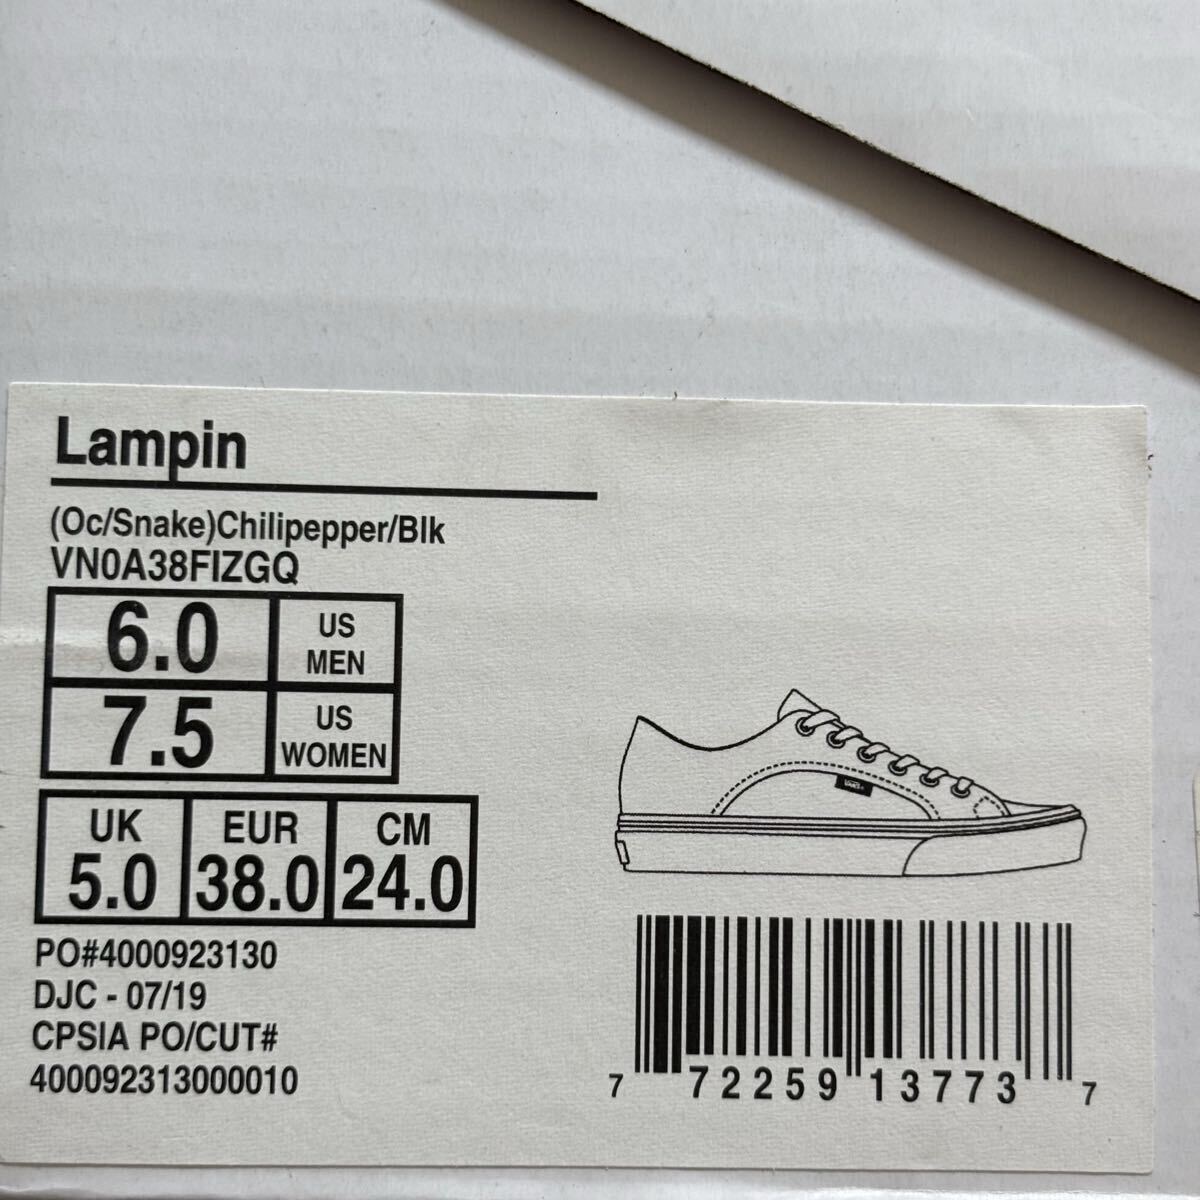 Lampin
(Oc/Snake)Chilipepper/Blk
VN0A38FIZGQ
6.0 US MEN
7.5 US WOMEN
UK EUR CM
5.0 38.0 24.0
PO#4000923130
DJC - 07/19
CPSIA PO/CUT#
400092313000010
VANS
7 72259 13773 7